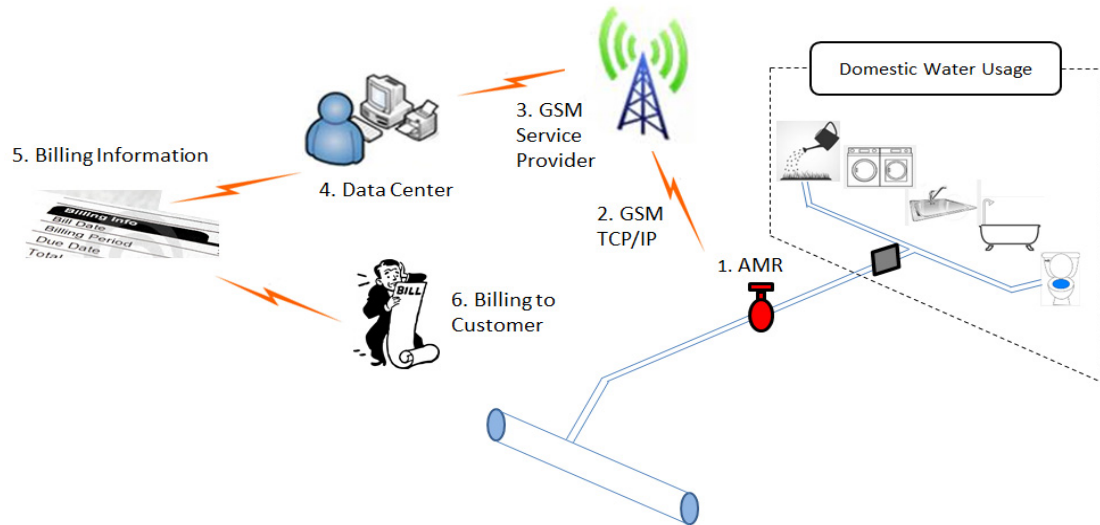 Domestic Water Usage
3. GSM
Service
Provider
5. Billing Information
4. Data Center
2. GSM
TCP/IP
1. AMR
Billing Info
Bill Date
Billing Period
Due Date
Total
BILL
6. Billing to
Customer